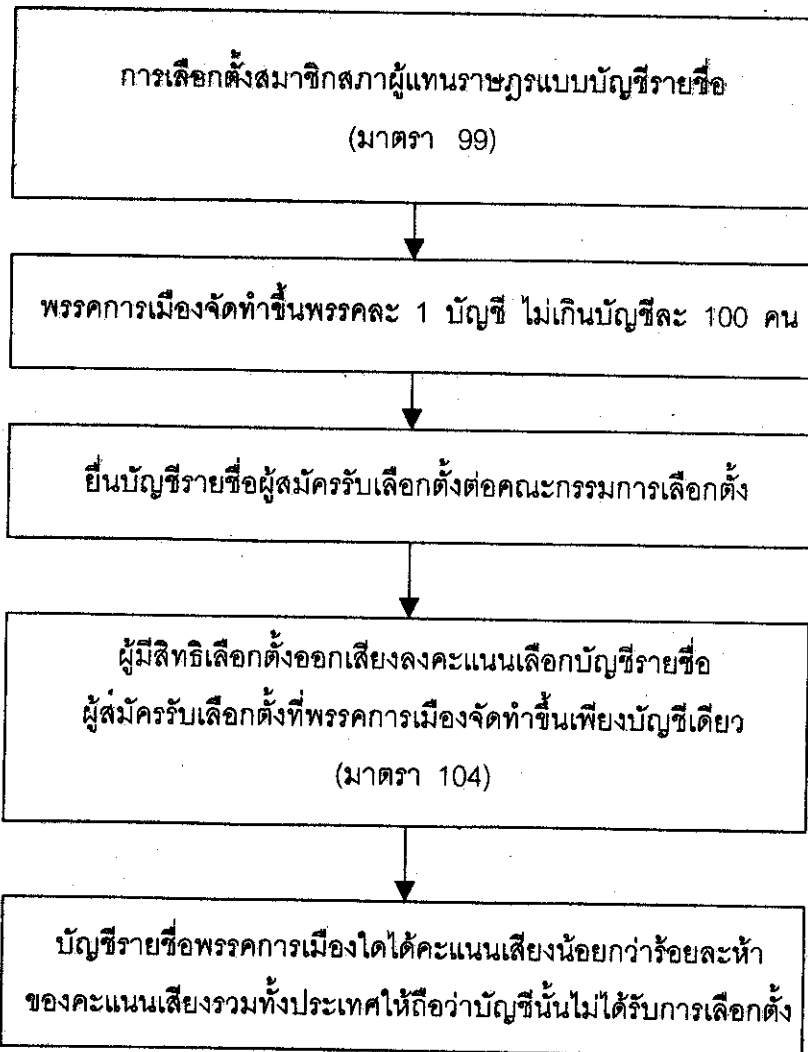 การเลือกตั้งสมาชิกสภาผู้แทนราษฎรแบบบัญชีรายชื่อ
(มาตรา 99)
พรรคการเมืองจัดทำขึ้นพรรคละ 1 บัญชี ไม่เกินบัญชีละ 100 คน
ยื่นบัญชีรายชื่อผู้สมัครรับเลือกตั้งต่อคณะกรรมการเลือกตั้ง
ผู้มีสิทธิเลือกตั้งออกเสียงลงคะแนนเลือกบัญชีรายชื่อ
ผู้สมัครรับเลือกตั้งที่พรรคการเมืองจัดทำขึ้นเพียงบัญชีเดียว
(มาตรา 104)
บัญชีรายชื่อพรรคการเมืองใดได้คะแนนเสียงน้อยกว่าร้อยละห้า
ของคะแนนเสียงรวมทั้งประเทศให้ถือว่าบัญชีนั้นไม่ได้รับการเลือกตั้ง